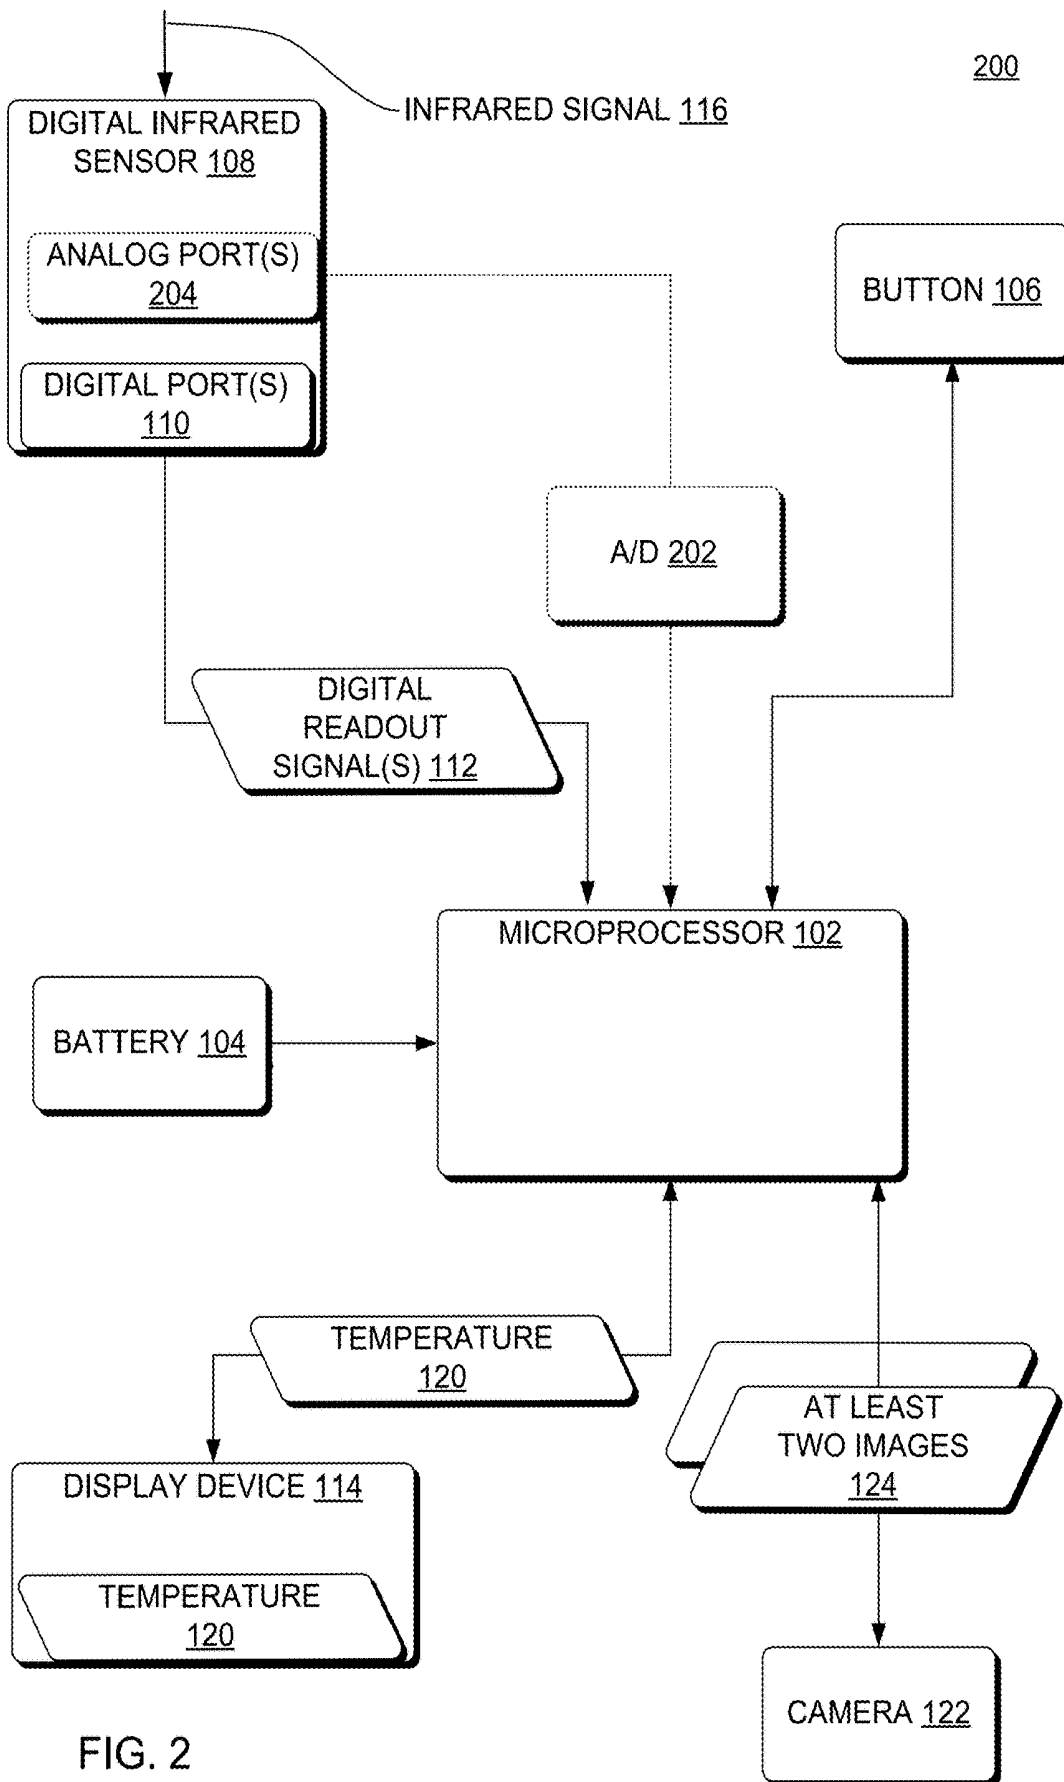 200
INFRARED SIGNAL 116
DIGITAL INFRARED
SENSOR 108
ANALOG PORT(S)
204
DIGITAL PORT(S)
110
BUTTON 106
A/D 202
DIGITAL
READOUT
SIGNAL(S) 112
MICROPROCESSOR 102
BATTERY 104
TEMPERATURE
120
AT LEAST
TWO IMAGES
124
DISPLAY DEVICE 114
TEMPERATURE
120
CAMERA 122
FIG. 2